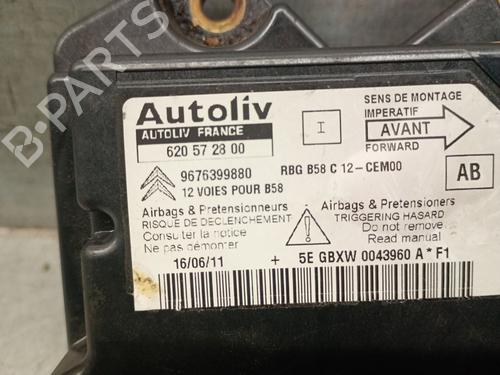 B-PARTS
Autoliv
AUTOLIV FRANCE
620 57 28 00
I
SENS DE MONTAGE
IMPERATIF
AVANT
FORWARD
9676399880
12 VOIES POUR B58
RBG B58 C 12-CEM00
AB
Airbags & Pretensionneurs
RISQUE DE DECLENCHEMENT
Consulter la notice
Ne pas démonter
Airbags & Pretensioners
TRIGGERING HASARD
Do not remove
Read manual
16/06/11 + 5E GBXW 0043960 A * F1